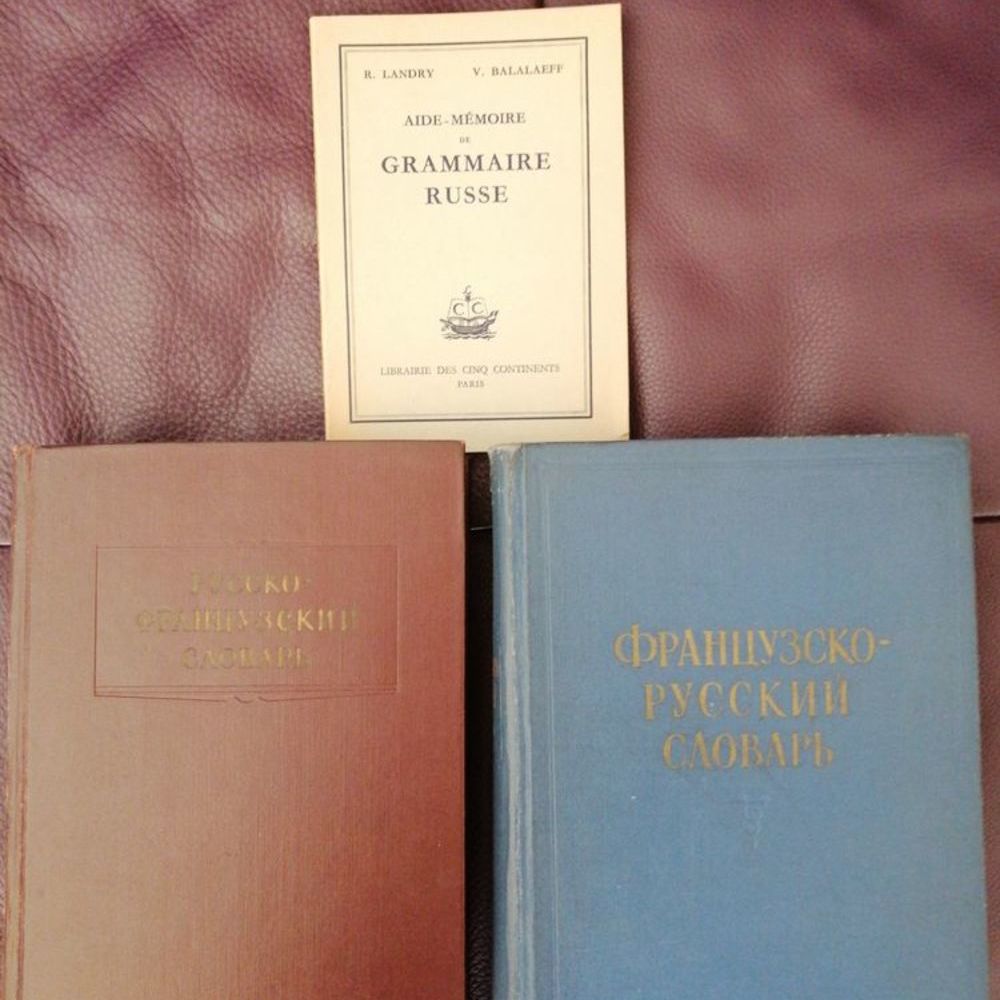 R. LANDRY V. BALALAEFF
AIDE-MÉMOIRE
DE
GRAMMAIRE
RUSSE
C C
LIBRAIRIE DES CINQ CONTINENTS
PARIS
РУССКО-
ФРАНЦУЗСКИЙ
СЛОВАРЬ
ФРАНЦУЗСКО-
РУССКИЙ
СЛОВАРЬ